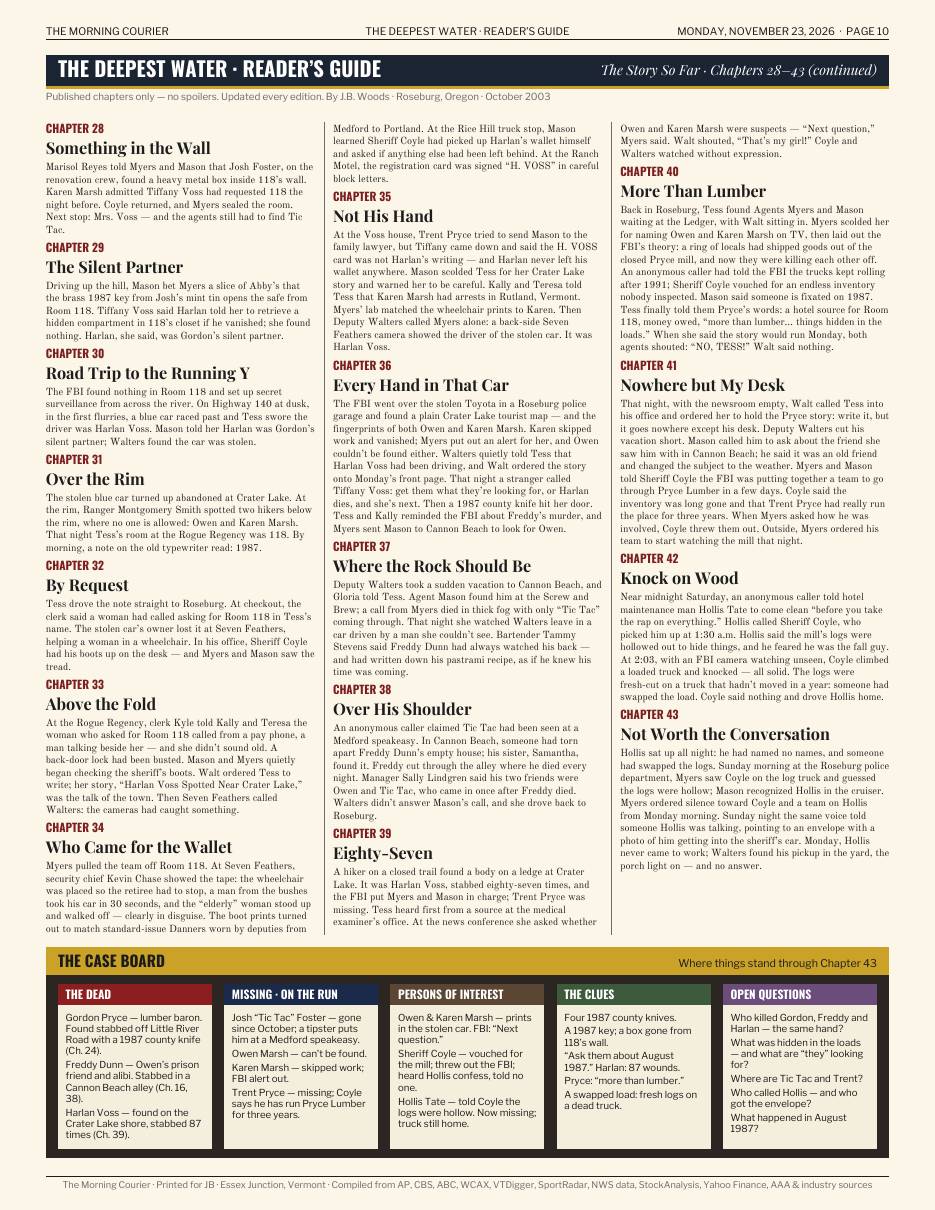 THE MORNING COURIER
THE DEEPEST WATER · READER'S GUIDE
MONDAY, NOVEMBER 23, 2026 · PAGE 10
THE DEEPEST WATER · READER’S GUIDE
The Story So Far · Chapters 28–43 (continued)
Published chapters only — no spoilers. Updated every edition. By J.B. Woods · Roseburg, Oregon · October 2003
CHAPTER 28
Something in the Wall
Marisol Reyes told Myers and Mason that Josh Foster, on the
renovation crew, found a heavy metal box inside 118’s wall.
Karen Marsh admitted Tiffany Voss had requested 118 the
night before. Coyle returned, and Myers sealed the room.
Next stop: Mrs. Voss — and the agents still had to find Tic
Tac.
CHAPTER 29
The Silent Partner
Driving up the hill, Mason bet Myers a slice of Abby’s that
the brass 1987 key from Josh’s mint tin opens the safe from
Room 118. Tiffany Voss said Harlan told her to retrieve a
hidden compartment in 118’s closet if he vanished; she found
nothing. Harlan, she said, was Gordon’s silent partner.
CHAPTER 30
Road Trip to the Running Y
The FBI found nothing in Room 118 and set up secret
surveillance from across the river. On Highway 140 at dusk,
in the first flurries, a blue car raced past and Tess swore the
driver was Harlan Voss. Mason told her Harlan was Gordon’s
silent partner; Walters found the car was stolen.
CHAPTER 31
Over the Rim
The stolen blue car turned up abandoned at Crater Lake. At
the rim, Ranger Montgomery Smith spotted two hikers below
the rim, where no one is allowed: Owen and Karen Marsh.
That night Tess’s room at the Rogue Regency was 118. By
morning, a note on the old typewriter read: 1987.
CHAPTER 32
By Request
Tess drove the note straight to Roseburg. At checkout, the
clerk said a woman had called asking for Room 118 in Tess’s
name. The stolen car’s owner lost it at Seven Feathers,
helping a woman in a wheelchair. In his office, Sheriff Coyle
had his boots up on the desk — and Myers and Mason saw the
tread.
CHAPTER 33
Above the Fold
At the Rogue Regency, clerk Kyle told Kally and Teresa the
woman who asked for Room 118 called from a pay phone, a
man talking beside her — and she didn’t sound old. A
back-door lock had been busted. Mason and Myers quietly
began checking the sheriff’s boots. Walt ordered Tess to
write; her story, “Harlan Voss Spotted Near Crater Lake,”
was the talk of the town. Then Seven Feathers called
Walters: the cameras had caught something.
CHAPTER 34
Who Came for the Wallet
Myers pulled the team off Room 118. At Seven Feathers,
security chief Kevin Chase showed the tape: the wheelchair
was placed so the retiree had to stop, a man from the bushes
took his car in 30 seconds, and the “elderly” woman stood up
and walked off — clearly in disguise. The boot prints turned
out to match standard-issue Danners worn by deputies from
Medford to Portland. At the Rice Hill truck stop, Mason
learned Sheriff Coyle had picked up Harlan’s wallet himself
and asked if anything else had been left behind. At the Ranch
Motel, the registration card was signed “H. VOSS” in careful
block letters.
CHAPTER 35
Not His Hand
At the Voss house, Trent Pryce tried to send Mason to the
family lawyer, but Tiffany came down and said the H. VOSS
card was not Harlan’s writing — and Harlan never left his
wallet anywhere. Mason scolded Tess for her Crater Lake
story and warned her to be careful. Kally and Teresa told
Tess that Karen Marsh had arrests in Rutland, Vermont.
Myers’ lab matched the wheelchair prints to Karen. Then
Deputy Walters called Myers alone: a back-side Seven
Feathers camera showed the driver of the stolen car. It was
Harlan Voss.
CHAPTER 36
Every Hand in That Car
The FBI went over the stolen Toyota in a Roseburg police
garage and found a plain Crater Lake tourist map — and the
fingerprints of both Owen and Karen Marsh. Karen skipped
work and vanished; Myers put out an alert for her, and Owen
couldn’t be found either. Walters quietly told Tess that
Harlan Voss had been driving, and Walt ordered the story
onto Monday’s front page. That night a stranger called
Tiffany Voss: get them what they’re looking for, or Harlan
dies, and she’s next. Then a 1987 county knife hit her door.
Tess and Kally reminded the FBI about Freddy’s murder, and
Myers sent Mason to Cannon Beach to look for Owen.
CHAPTER 37
Where the Rock Should Be
Deputy Walters took a sudden vacation to Cannon Beach, and
Gloria told Tess. Agent Mason found him at the Screw and
Brew; a call from Myers died in thick fog with only “Tic Tac”
coming through. That night she watched Walters leave in a
car driven by a man she couldn’t see. Bartender Tammy
Stevens said Freddy Dunn had always watched his back —
and had written down his pastrami recipe, as if he knew his
time was coming.
CHAPTER 38
Over His Shoulder
An anonymous caller claimed Tic Tac had been seen at a
Medford speakeasy. In Cannon Beach, someone had torn
apart Freddy Dunn’s empty house; his sister, Samantha,
found it. Freddy cut through the alley where he died every
night. Manager Sally Lindgren said his two friends were
Owen and Tic Tac, who came in once after Freddy died.
Walters didn’t answer Mason’s call, and she drove back to
Roseburg.
CHAPTER 39
Eighty-Seven
A hiker on a closed trail found a body on a ledge at Crater
Lake. It was Harlan Voss, stabbed eighty-seven times, and
the FBI put Myers and Mason in charge; Trent Pryce was
missing. Tess heard first from a source at the medical
examiner’s office. At the news conference she asked whether
Owen and Karen Marsh were suspects — “Next question,”
Myers said. Walt shouted, “That’s my girl!” Coyle and
Walters watched without expression.
CHAPTER 40
More Than Lumber
Back in Roseburg, Tess found Agents Myers and Mason
waiting at the Ledger, with Walt sitting in. Myers scolded her
for naming Owen and Karen Marsh on TV, then laid out the
FBI’s theory: a ring of locals had shipped goods out of the
closed Pryce mill, and now they were killing each other off.
An anonymous caller had told the FBI the trucks kept rolling
after 1991; Sheriff Coyle vouched for an endless inventory
nobody inspected. Mason said someone is fixated on 1987.
Tess finally told them Pryce’s words: a hotel source for Room
118, money owed, “more than lumber... things hidden in the
loads.” When she said the story would run Monday, both
agents shouted: “NO, TESS!” Walt said nothing.
CHAPTER 41
Nowhere but My Desk
That night, with the newsroom empty, Walt called Tess into
his office and ordered her to hold the Pryce story: write it, but
it goes nowhere except his desk. Deputy Walters cut his
vacation short. Mason called him to ask about the friend she
saw him with in Cannon Beach; he said it was an old friend
and changed the subject to the weather. Myers and Mason
told Sheriff Coyle the FBI was putting together a team to go
through Pryce Lumber in a few days. Coyle said the
inventory was long gone and that Trent Pryce had really run
the place for three years. When Myers asked how he was
involved, Coyle threw them out. Outside, Myers ordered his
team to start watching the mill that night.
CHAPTER 42
Knock on Wood
Near midnight Saturday, an anonymous caller told hotel
maintenance man Hollis Tate to come clean “before you take
the rap on everything.” Hollis called Sheriff Coyle, who
picked him up at 1:30 a.m. Hollis said the mill’s logs were
hollowed out to hide things, and he feared he was the fall guy.
At 2:03, with an FBI camera watching unseen, Coyle climbed
a loaded truck and knocked — all solid. The logs were
fresh-cut on a truck that hadn’t moved in a year: someone had
swapped the load. Coyle said nothing and drove Hollis home.
CHAPTER 43
Not Worth the Conversation
Hollis sat up all night: he had named no names, and someone
had swapped the logs. Sunday morning at the Roseburg police
department, Myers saw Coyle on the log truck and guessed
the logs were hollow; Mason recognized Hollis in the cruiser.
Myers ordered silence toward Coyle and a team on Hollis
from Monday morning. Sunday night the same voice told
someone Hollis was talking, pointing to an envelope with a
photo of him getting into the sheriff’s car. Monday, Hollis
never came to work; Walters found his pickup in the yard, the
porch light on — and no answer.
THE CASE BOARD
Where things stand through Chapter 43
THE DEAD
Gordon Pryce — lumber baron.
Found stabbed off Little River
Road with a 1987 county knife
(Ch. 24).
Freddy Dunn — Owen’s prison
friend and alibi. Stabbed in a
Cannon Beach alley (Ch. 16,
38).
Harlan Voss — found on the
Crater Lake shore, stabbed 87
times (Ch. 39).
MISSING · ON THE RUN
Josh “Tic Tac” Foster — gone
since October; a tipster puts
him at a Medford speakeasy.
Owen Marsh — can’t be found.
Karen Marsh — skipped work;
FBI alert out.
Trent Pryce — missing; Coyle
says he has run Pryce Lumber
for three years.
PERSONS OF INTEREST
Owen & Karen Marsh — prints
in the stolen car. FBI: “Next
question.”
Sheriff Coyle — vouched for
the mill; threw out the FBI;
heard Hollis confess, told no
one.
Hollis Tate — told Coyle the
logs were hollow. Now missing;
truck still home.
THE CLUES
Four 1987 county knives.
A 1987 key; a box gone from
118’s wall.
“Ask them about August
1987.” Harlan: 87 wounds.
Pryce: “more than lumber.”
A swapped load: fresh logs on
a dead truck.
OPEN QUESTIONS
Who killed Gordon, Freddy and
Harlan — the same hand?
What was hidden in the loads
— and what are “they” looking
for?
Where are Tic Tac and Trent?
Who called Hollis — and who
got the envelope?
What happened in August
1987?
The Morning Courier · Printed for JB · Essex Junction, Vermont · Compiled from AP, CBS, ABC, WCAX, VTDigger, SportRadar, NWS data, StockAnalysis, Yahoo Finance, AAA & industry sources